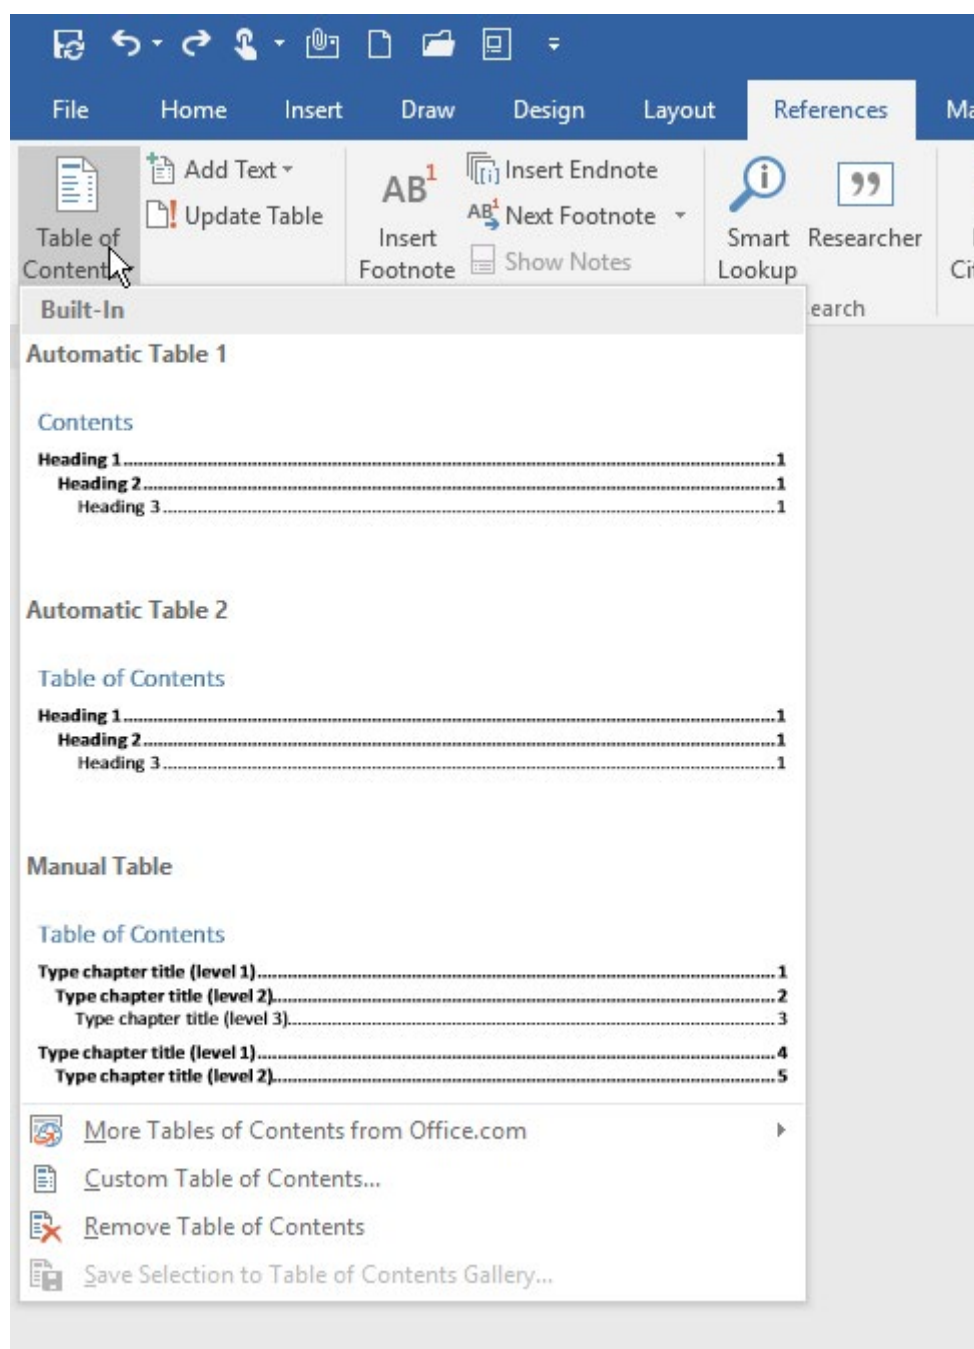 File Home Insert Draw Design Layout References
Table of Contents
Add Text
Update Table
AB1
Insert Footnote
Insert Endnote
AB1 Next Footnote
Show Notes
Smart Lookup
Researcher
earch
Built-In
Automatic Table 1
Contents
Heading 1 1
Heading 2 1
Heading 3 1
Automatic Table 2
Table of Contents
Heading 1 1
Heading 2 1
Heading 3 1
Manual Table
Table of Contents
Type chapter title (level 1) 1
Type chapter title (level 2) 2
Type chapter title (level 3) 3
Type chapter title (level 1) 4
Type chapter title (level 2) 5
More Tables of Contents from Office.com
Custom Table of Contents...
Remove Table of Contents
Save Selection to Table of Contents Gallery...